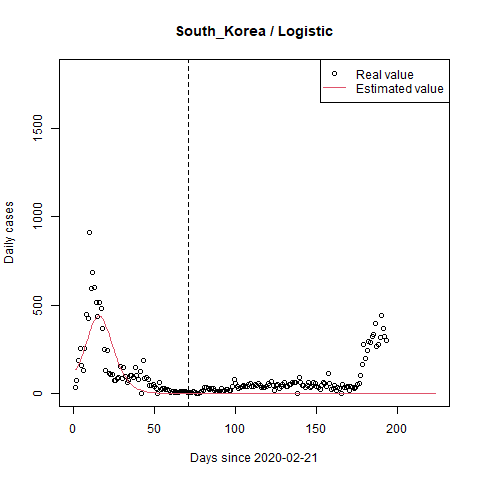 South_Korea / Logistic
Real value
Estimated value
Daily cases
1500
1000
500
0
0
50
100
150
200
Days since 2020-02-21